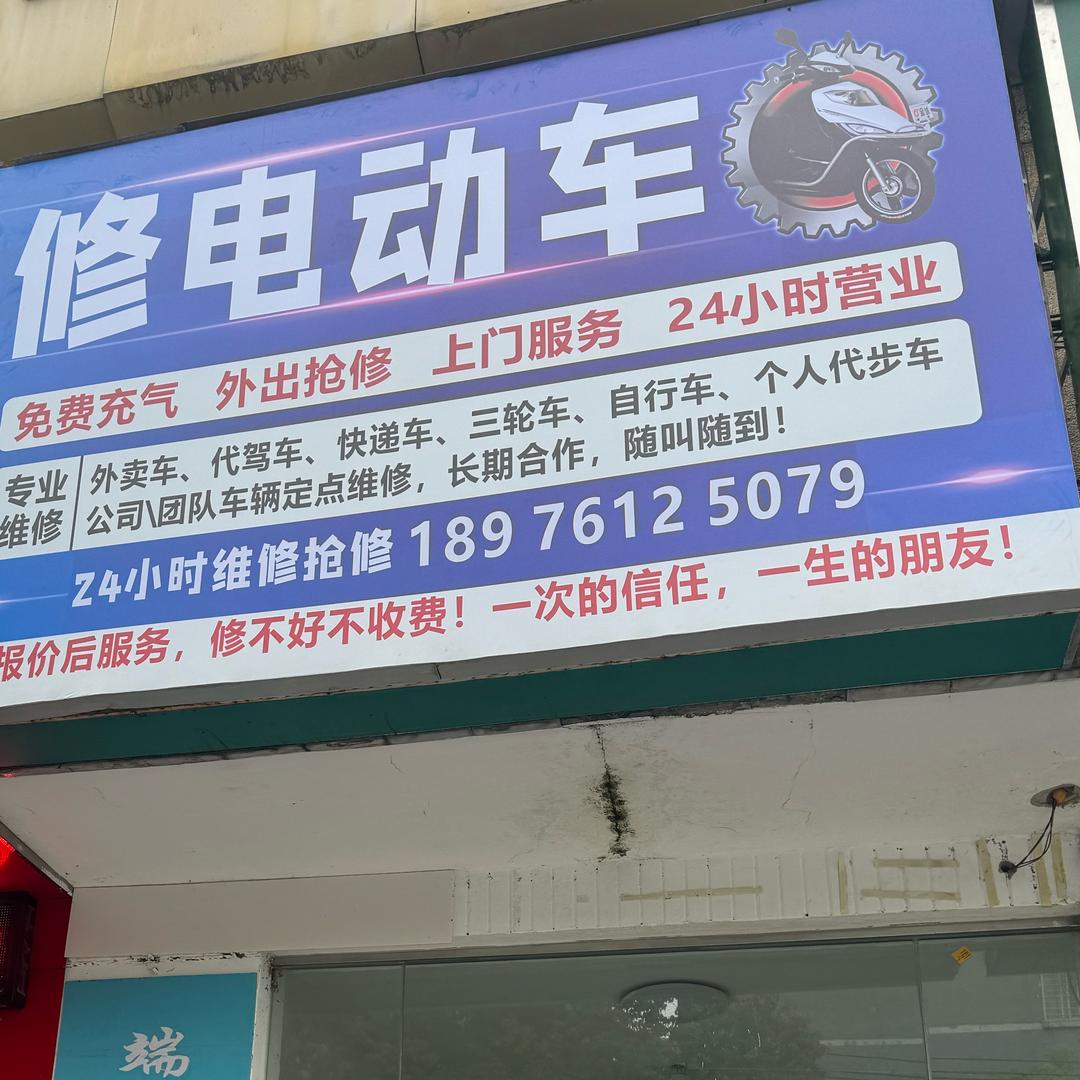 修电动车
免费充气 外出抢修 上门服务 24小时营业
专业维修
外卖车、代驾车、快递车、三轮车、自行车、个人代步车
公司\团队车辆定点维修，长期合作，随叫随到！
24小时维修抢修 189 7612 5079
报价后服务，修不好不收费！一次的信任，一生的朋友！
端